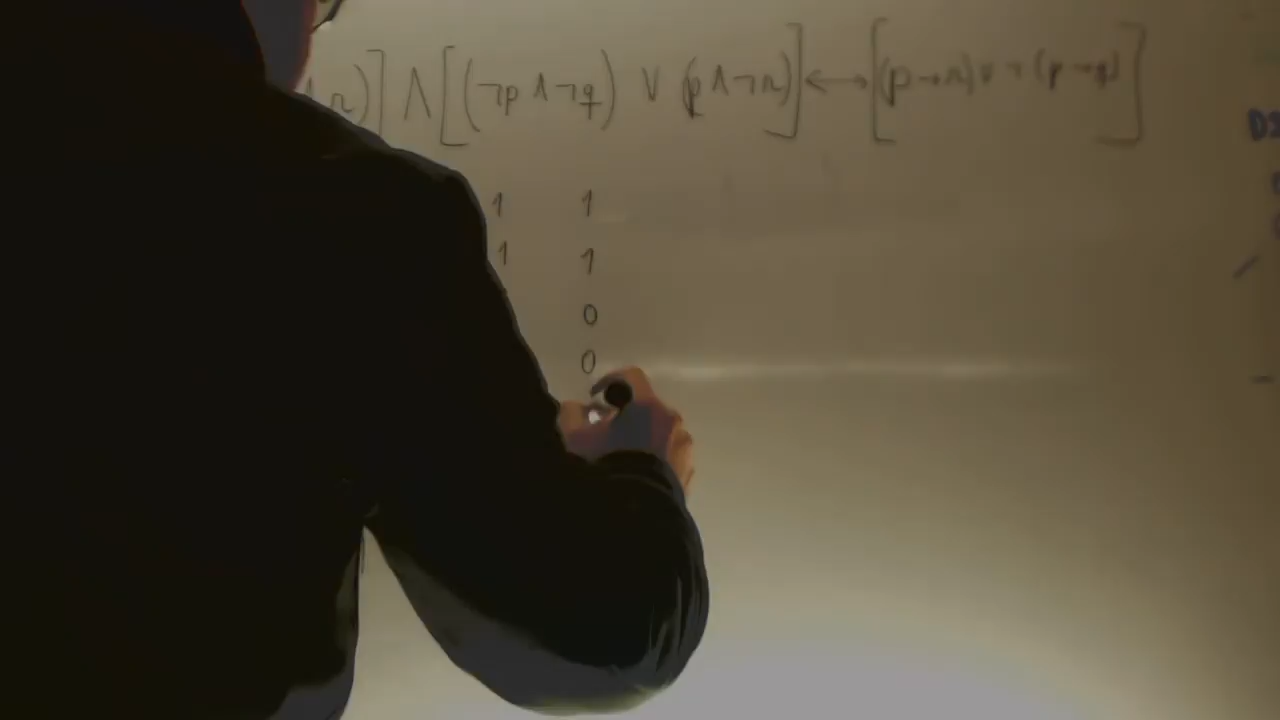 ∧ r)] ∧ [(¬p ∧ ¬q) ∨ (p ∧ ¬r)] ⟷ [(p → r) ∨ ¬ (p → q)]
1 1
1 1
0
0